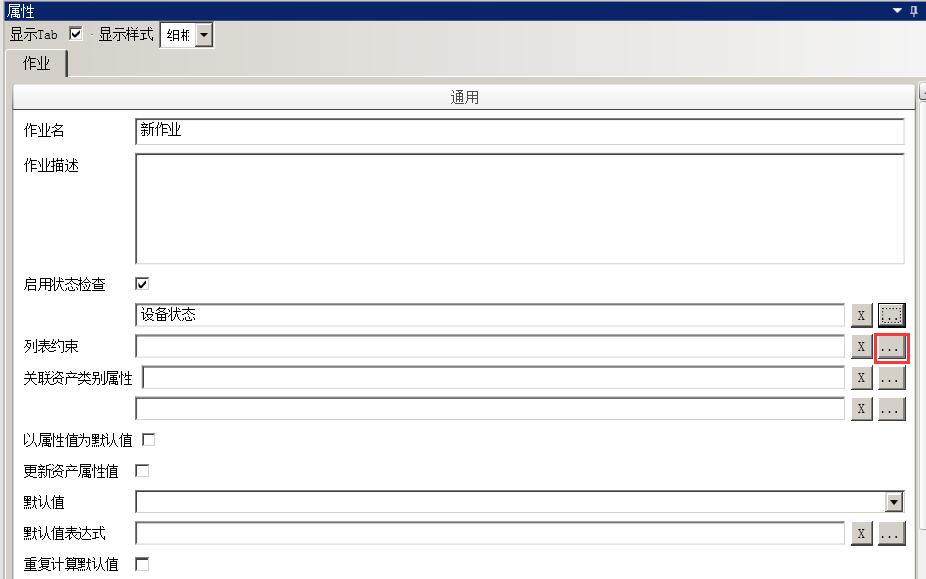 属性
显示Tab · 显示样式
作业
通用
作业名 新作业
作业描述
启用状态检查
设备状态 X ...
列表约束 X ...
关联资产类别属性 X ...
X ...
以属性值为默认值
更新资产属性值
默认值
默认值表达式 X ...
重复计算默认值